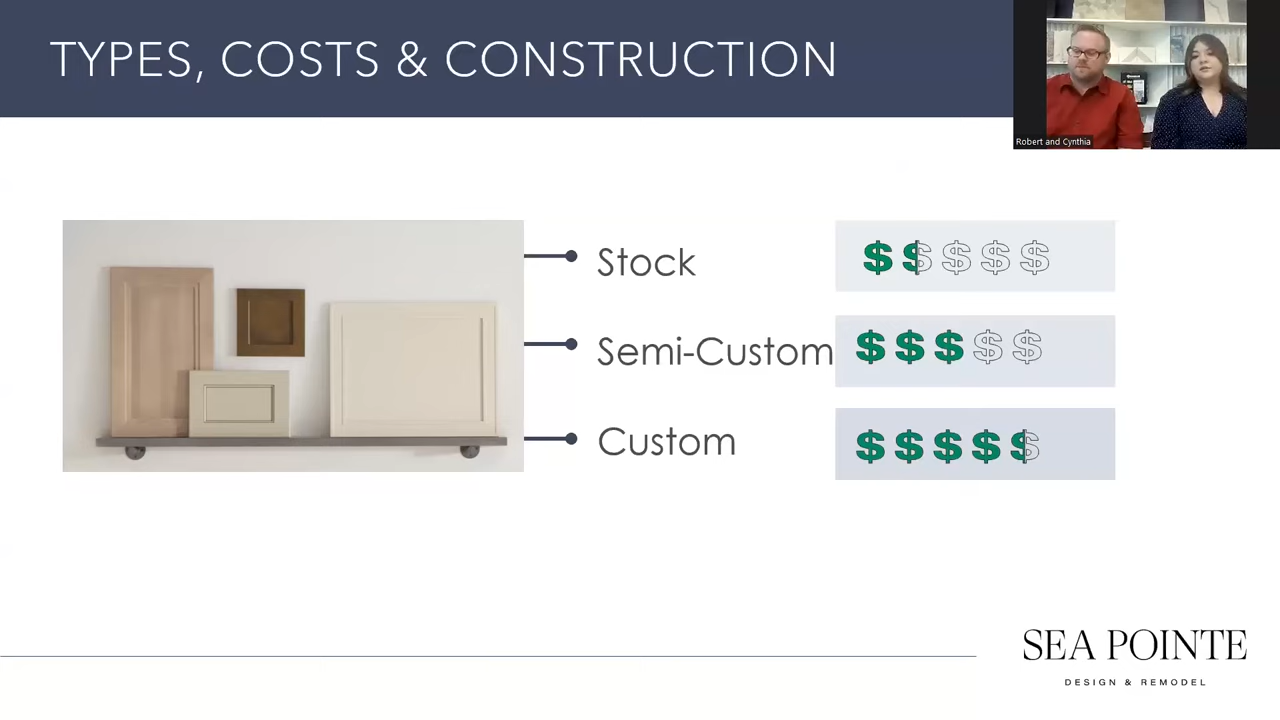 TYPES, COSTS & CONSTRUCTION
Robert and Cynthia
Stock
$ $ $ $ $
Semi-Custom
$ $ $ $ $
Custom
$ $ $ $ $
SEA POINTE
DESIGN & REMODEL